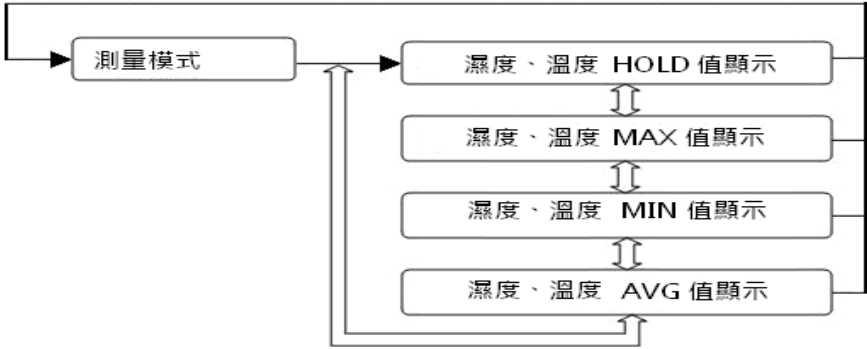 測量模式
濕度、溫度 HOLD 值顯示
濕度、溫度 MAX 值顯示
濕度、溫度 MIN 值顯示
濕度、溫度 AVG 值顯示